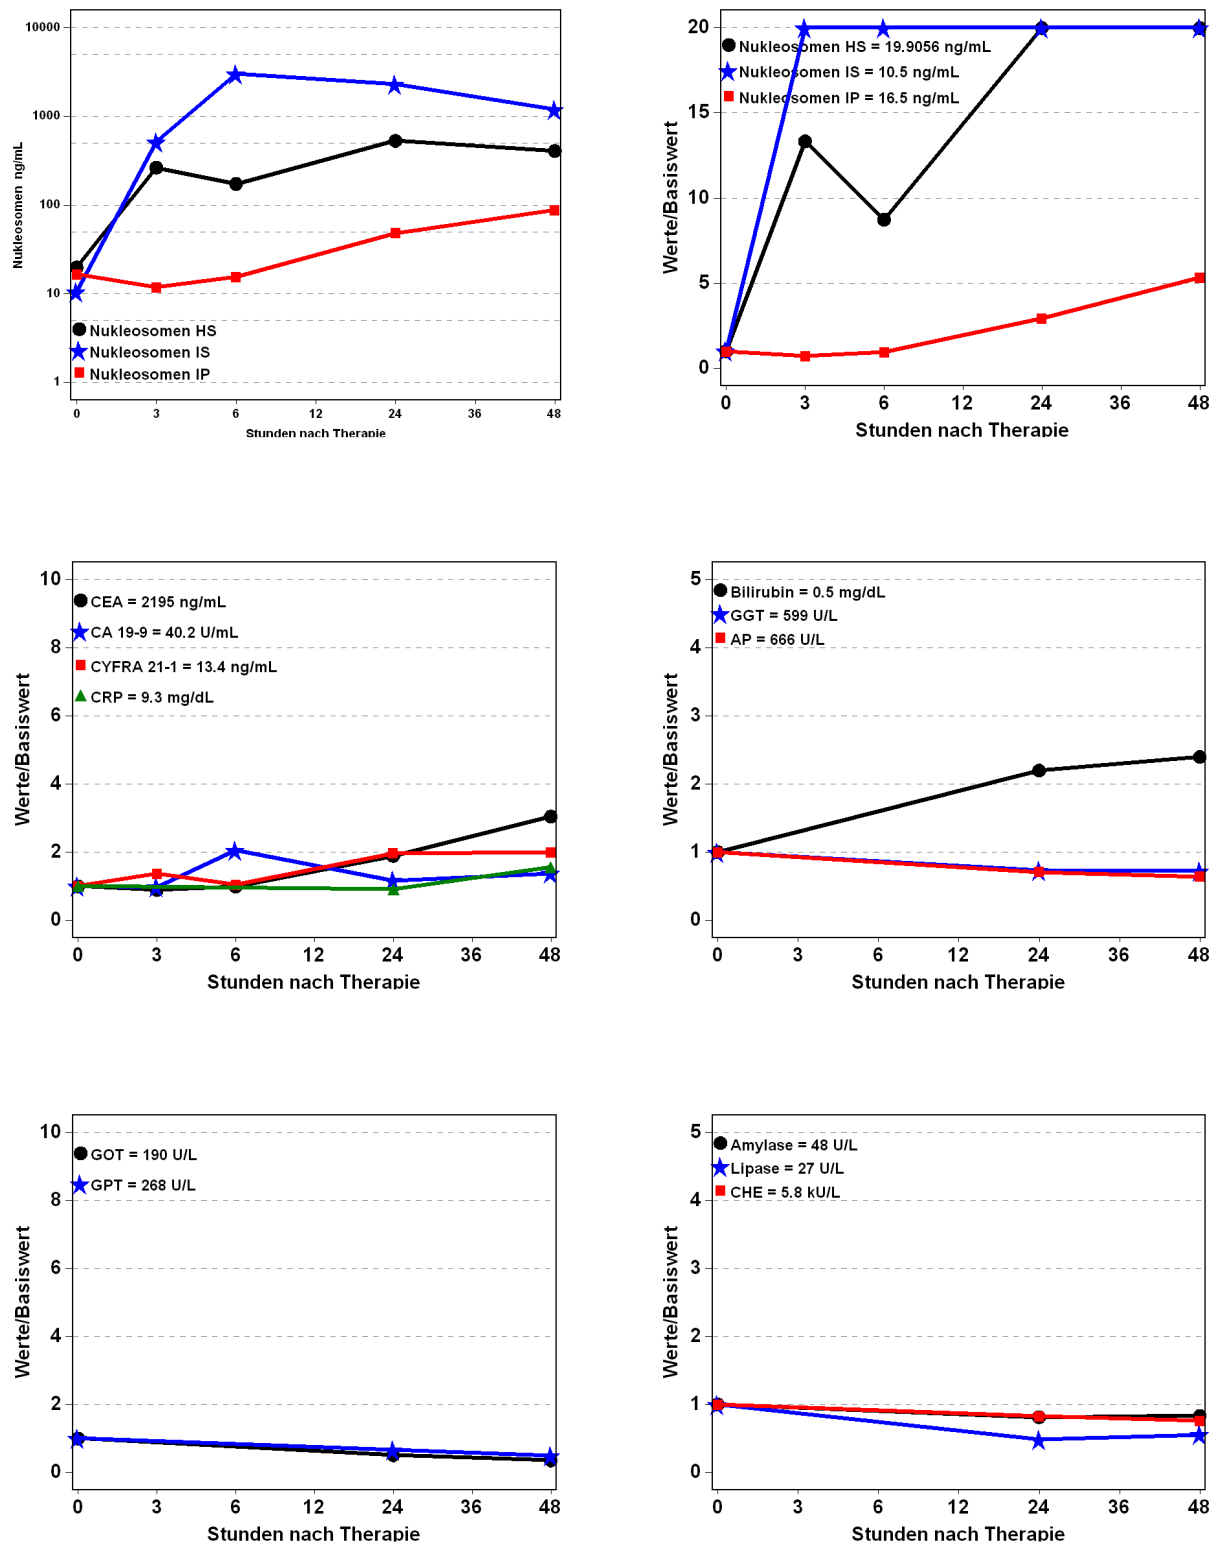 10000
1000
100
10
1
Nukleosomen ng/mL
Nukleosomen HS
Nukleosomen IS
Nukleosomen IP
0 3 6 12 24 36 48
Stunden nach Therapie
20
15
10
5
0
Werte/Basiswert
Nukleosomen HS = 19.9056 ng/mL
Nukleosomen IS = 10.5 ng/mL
Nukleosomen IP = 16.5 ng/mL
0 3 6 12 24 36 48
Stunden nach Therapie
10
8
6
4
2
0
Werte/Basiswert
CEA = 2195 ng/mL
CA 19-9 = 40.2 U/mL
CYFRA 21-1 = 13.4 ng/mL
CRP = 9.3 mg/dL
0 3 6 12 24 36 48
Stunden nach Therapie
5
4
3
2
1
0
Werte/Basiswert
Bilirubin = 0.5 mg/dL
GGT = 599 U/L
AP = 666 U/L
0 3 6 12 24 36 48
Stunden nach Therapie
10
8
6
4
2
0
Werte/Basiswert
GOT = 190 U/L
GPT = 268 U/L
0 3 6 12 24 36 48
Stunden nach Therapie
5
4
3
2
1
0
Werte/Basiswert
Amylase = 48 U/L
Lipase = 27 U/L
CHE = 5.8 kU/L
0 3 6 12 24 36 48
Stunden nach Therapie